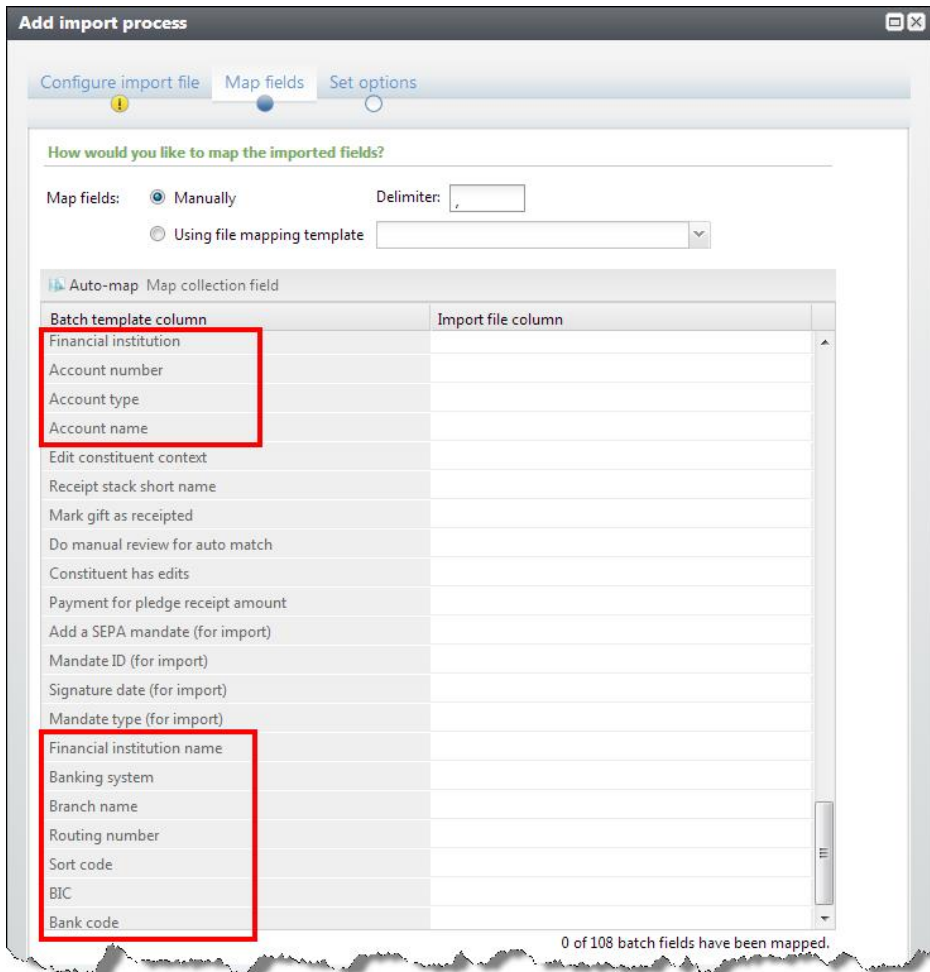 Add import process
Configure import file Map fields Set options
!
How would you like to map the imported fields?
Map fields: Manually Delimiter: ,
Using file mapping template
Auto-map Map collection field
Batch template column Import file column
Financial institution
Account number
Account type
Account name
Edit constituent context
Receipt stack short name
Mark gift as receipted
Do manual review for auto match
Constituent has edits
Payment for pledge receipt amount
Add a SEPA mandate (for import)
Mandate ID (for import)
Signature date (for import)
Mandate type (for import)
Financial institution name
Banking system
Branch name
Routing number
Sort code
BIC
Bank code
0 of 108 batch fields have been mapped.